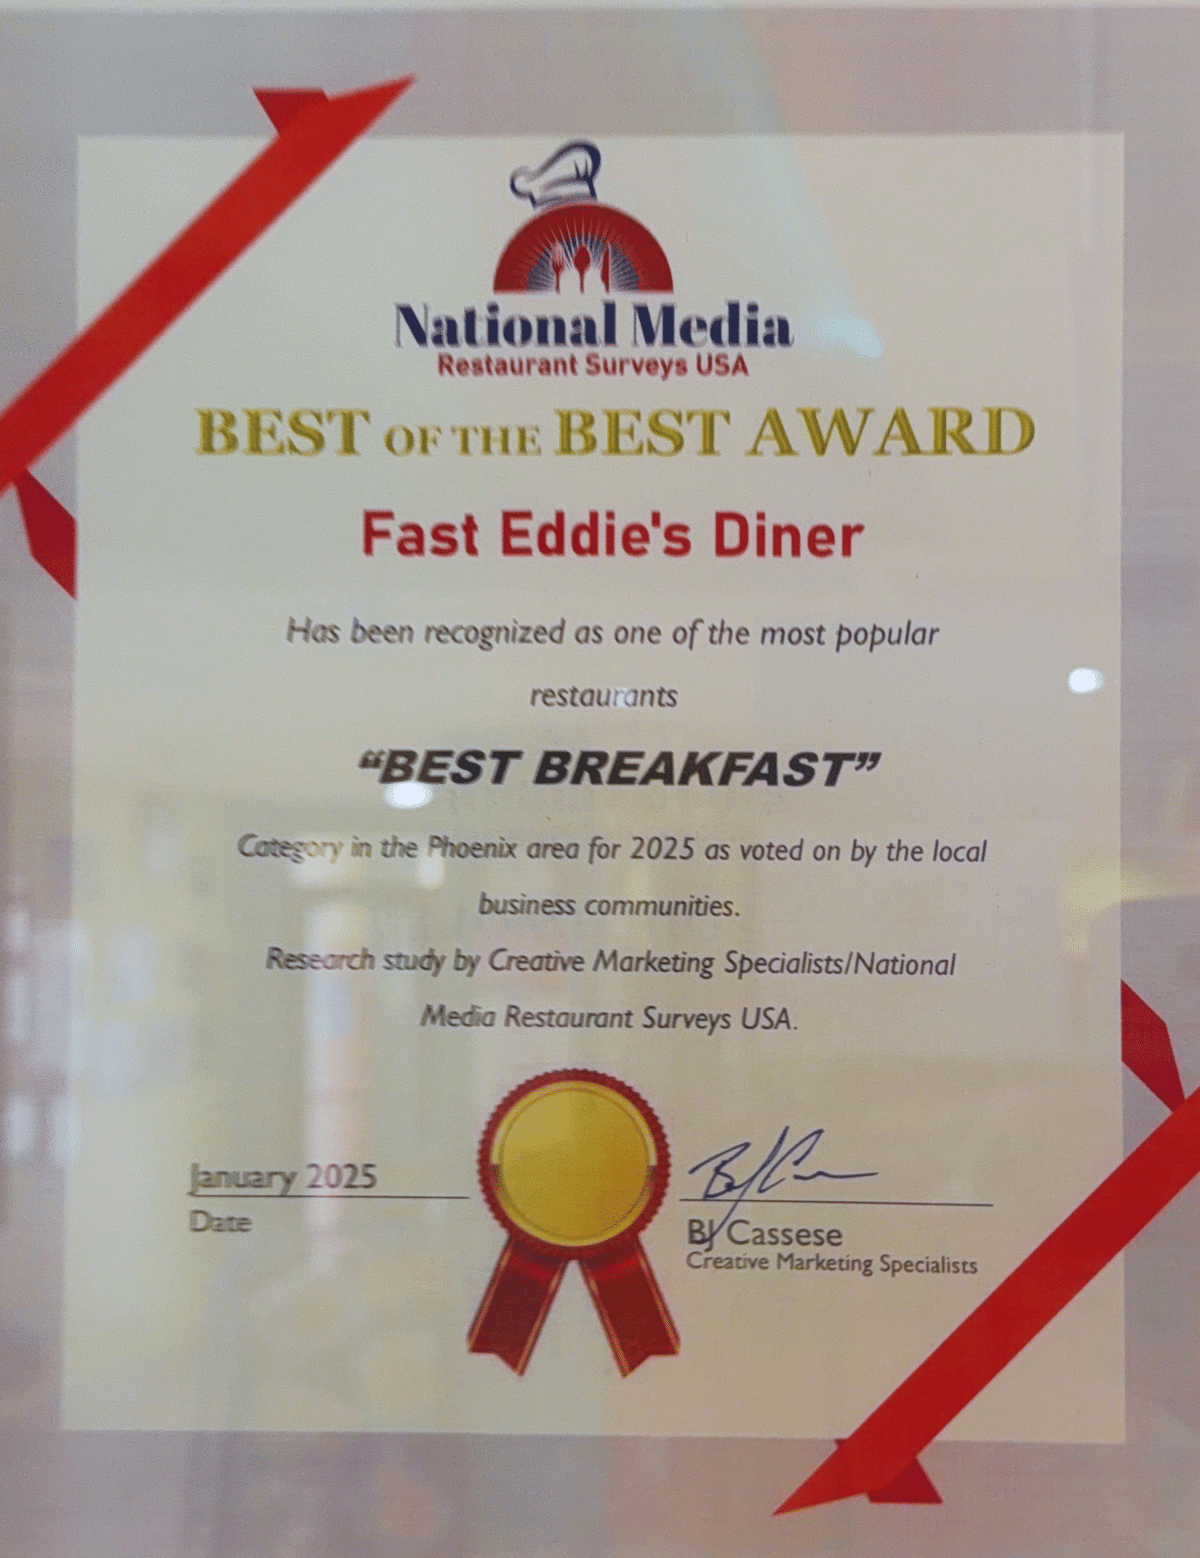 National Media
Restaurant Surveys USA
BEST OF THE BEST AWARD
Fast Eddie's Diner
Has been recognized as one of the most popular
restaurants
“BEST BREAKFAST”
Category in the Phoenix area for 2025 as voted on by the local
business communities.
Research study by Creative Marketing Specialists/National
Media Restaurant Surveys USA.
January 2025
Date
BJ Cassese
Creative Marketing Specialists